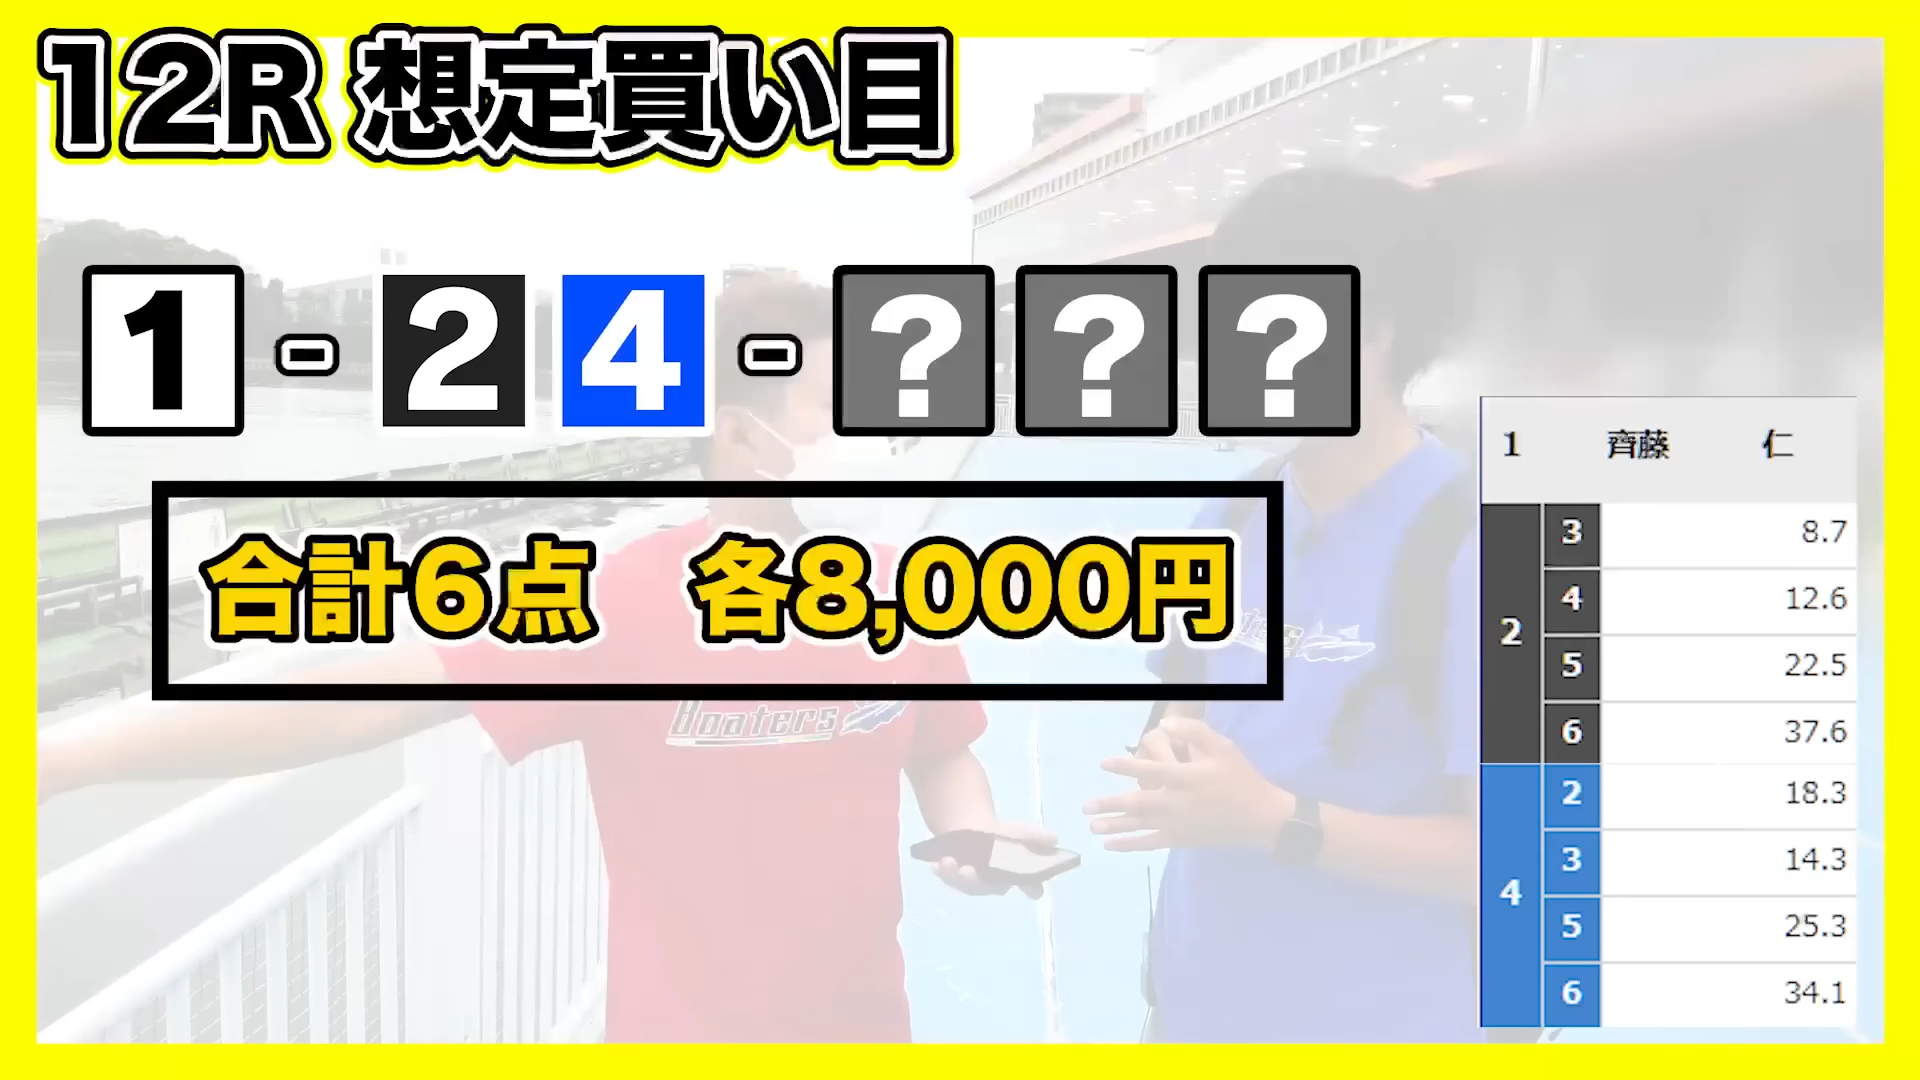 12R 想定買い目
1 - 2 4 - ? ? ?
合計6点 各8,000円
Boaters
1 齊藤 仁
2
3 8.7
4 12.6
5 22.5
6 37.6
4
2 18.3
3 14.3
5 25.3
6 34.1